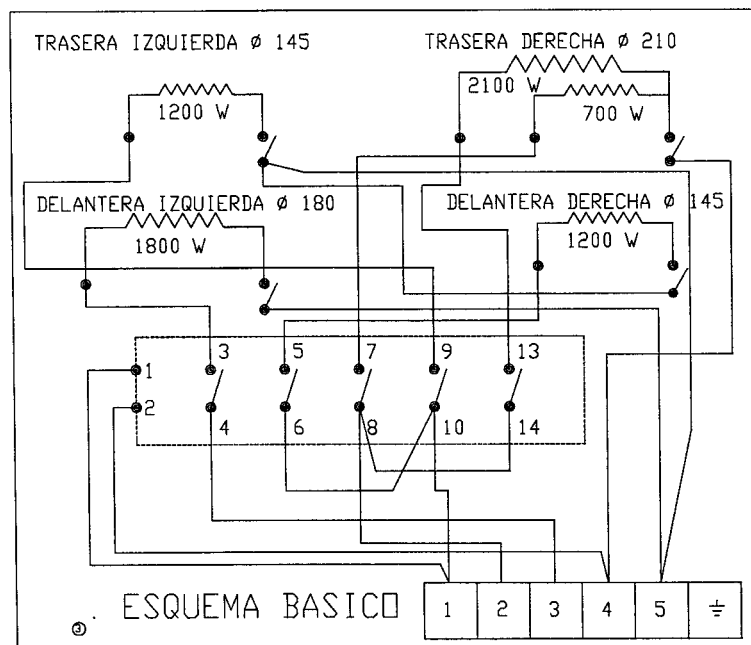 TRASERA IZQUIERDA Ø 145
TRASERA DERECHA Ø 210
1200 W
2100 W
700 W
DELANTERA IZQUIERDA Ø 180
DELANTERA DERECHA Ø 145
1800 W
1200 W
1 3 5 7 9 13
2 4 6 8 10 14
ESQUEMA BASICO
1 2 3 4 5
3